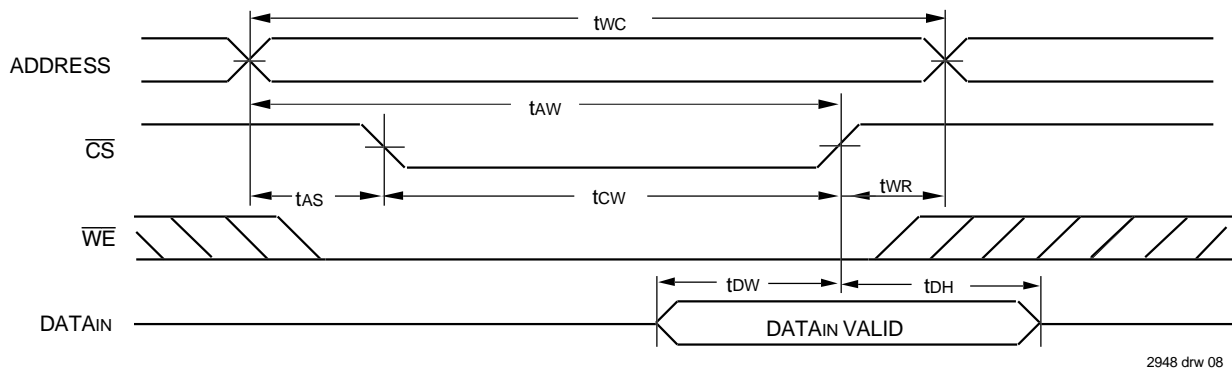 tWC
ADDRESS
tAW
CS
tAS
tCW
tWR
WE
tDW
tDH
DATAIN
DATAIN VALID
2948 drw 08